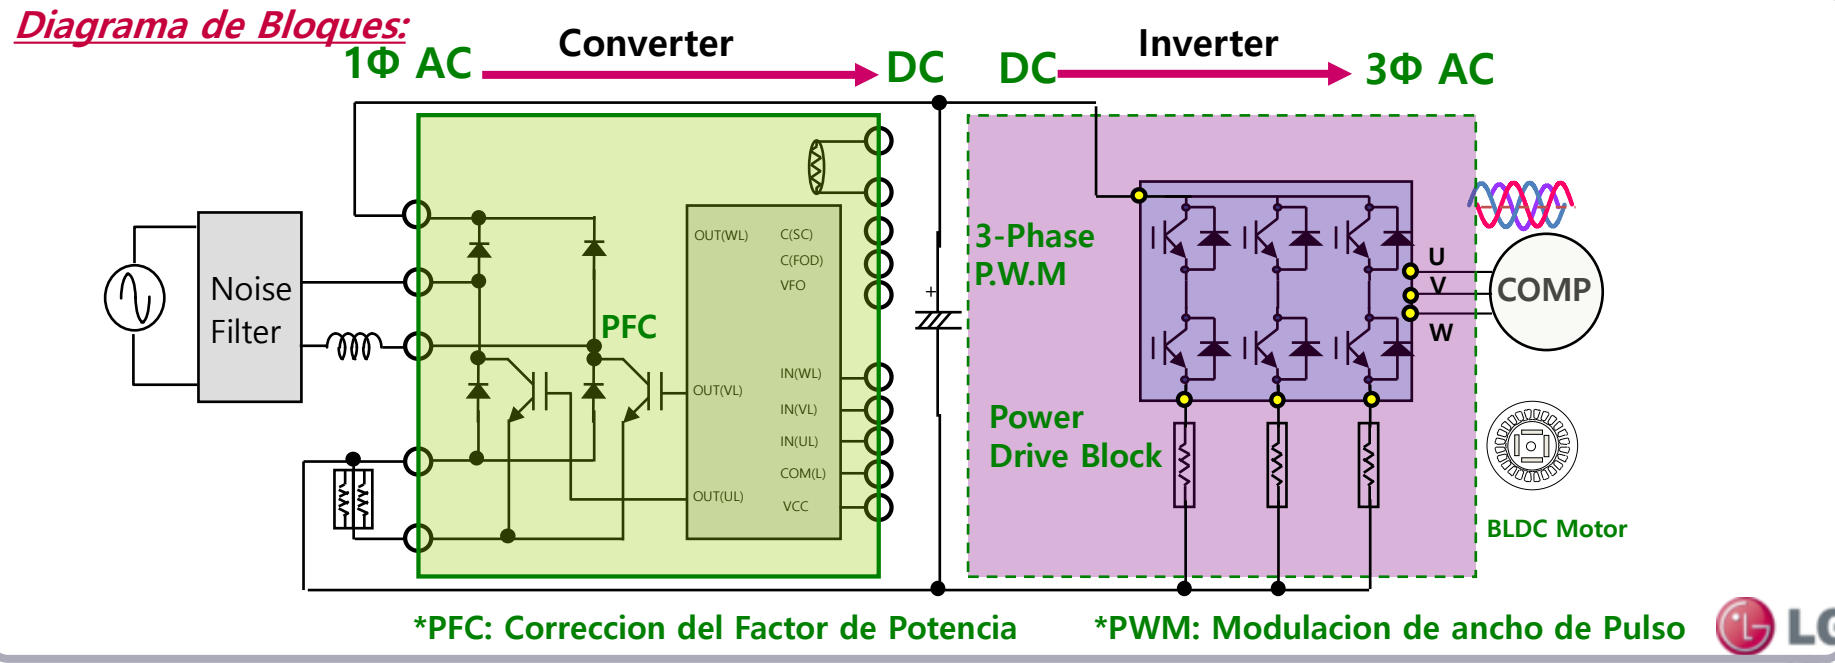 Diagrama de Bloques:
1Φ AC
Converter
DC
DC
Inverter
3Φ AC
Noise
Filter
PFC
OUT(WL)
C(SC)
C(FOD)
VFO
OUT(VL)
IN(WL)
IN(VL)
IN(UL)
COM(L)
OUT(UL)
VCC
+
3-Phase
P.W.M
Power
Drive Block
U
V
W
COMP
BLDC Motor
*PFC: Correccion del Factor de Potencia
*PWM: Modulacion de ancho de Pulso
LG